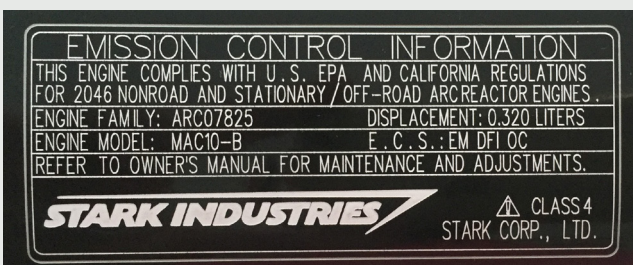 EMISSION CONTROL INFORMATION
THIS ENGINE COMPLIES WITH U.S. EPA AND CALIFORNIA REGULATIONS
FOR 2046 NONROAD AND STATIONARY/OFF-ROAD ARCREACTOR ENGINES.
ENGINE FAMILY: ARC07825 DISPLACEMENT: 0.320 LITERS
ENGINE MODEL: MAC10-B E.C.S.: EM DFI OC
REFER TO OWNER'S MANUAL FOR MAINTENANCE AND ADJUSTMENTS.
STARK INDUSTRIES
⚠ CLASS 4
STARK CORP., LTD.